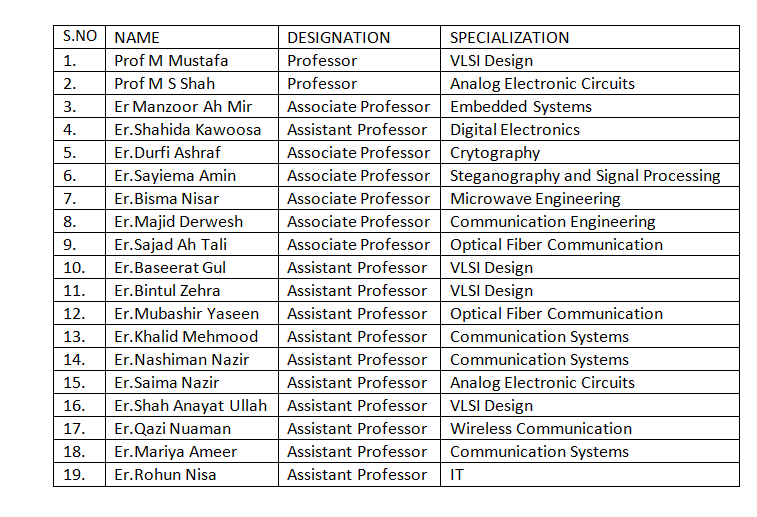 S.NO NAME DESIGNATION SPECIALIZATION
1. Prof M Mustafa Professor VLSI Design
2. Prof M S Shah Professor Analog Electronic Circuits
3. Er Manzoor Ah Mir Associate Professor Embedded Systems
4. Er.Shahida Kawoosa Assistant Professor Digital Electronics
5. Er.Durfi Ashraf Associate Professor Crytography
6. Er.Sayiema Amin Associate Professor Steganography and Signal Processing
7. Er.Bisma Nisar Associate Professor Microwave Engineering
8. Er.Majid Derwesh Associate Professor Communication Engineering
9. Er.Sajad Ah Tali Associate Professor Optical Fiber Communication
10. Er.Baseerat Gul Assistant Professor VLSI Design
11. Er.Bintul Zehra Assistant Professor VLSI Design
12. Er.Mubashir Yaseen Assistant Professor Optical Fiber Communication
13. Er.Khalid Mehmood Assistant Professor Communication Systems
14. Er.Nashiman Nazir Assistant Professor Communication Systems
15. Er.Saima Nazir Assistant Professor Analog Electronic Circuits
16. Er.Shah Anayat Ullah Assistant Professor VLSI Design
17. Er.Qazi Nuaman Assistant Professor Wireless Communication
18. Er.Mariya Ameer Assistant Professor Communication Systems
19. Er.Rohun Nisa Assistant Professor IT